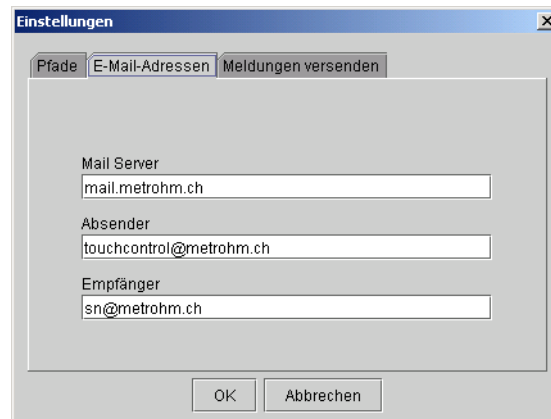 Einstellungen
Pfade E-Mail-Adressen Meldungen versenden
Mail Server
mail.metrohm.ch
Absender
touchcontrol@metrohm.ch
Empfänger
sn@metrohm.ch
OK Abbrechen